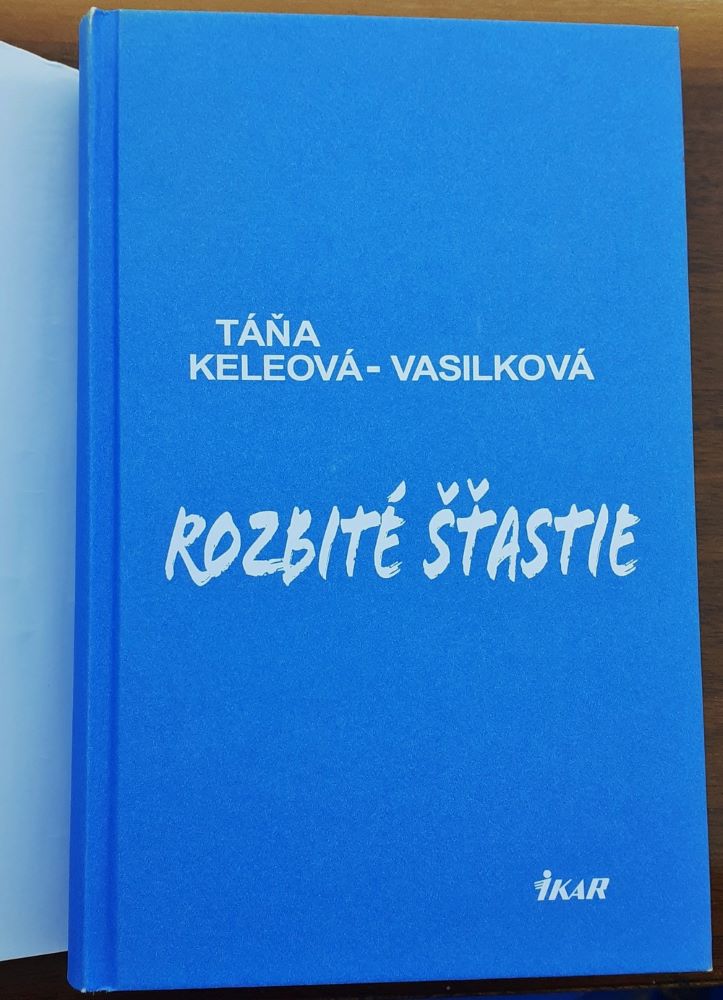 TÁŇA
KELEOVÁ- VASILKOVÁ
ROZBITÉ ŠŤASTIE
IKAR